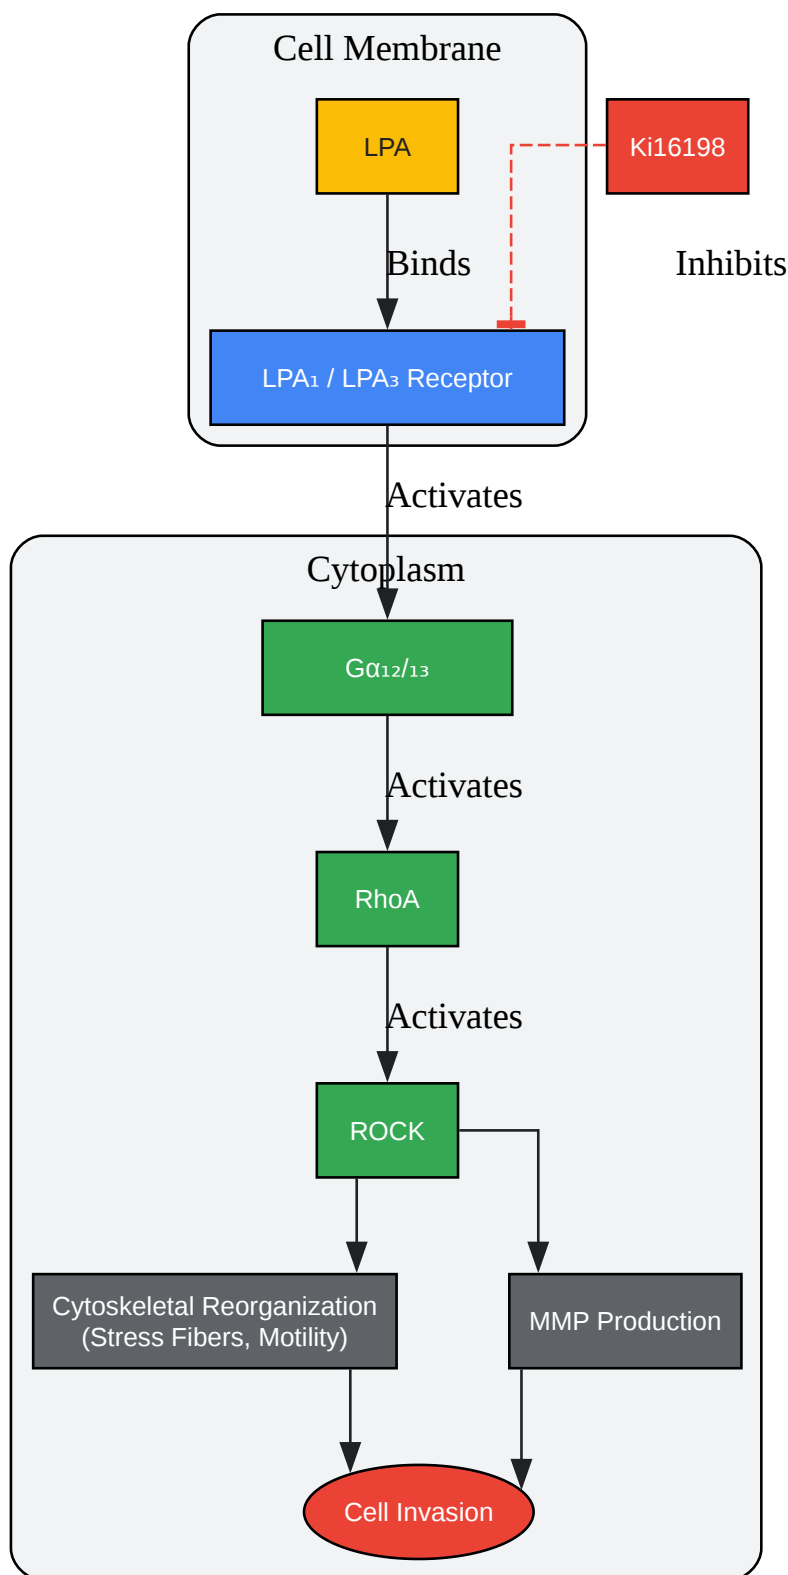 Cell Membrane
LPA
Ki16198
Binds
Inhibits
LPA₁ / LPA₃ Receptor
Activates
Cytoplasm
Gα₁₂/₁₃
Activates
RhoA
Activates
ROCK
Cytoskeletal Reorganization
(Stress Fibers, Motility)
MMP Production
Cell Invasion